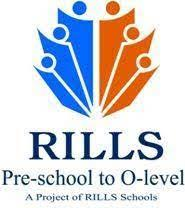 RILLS
Pre-school to O-level
A Project of RILLS Schools